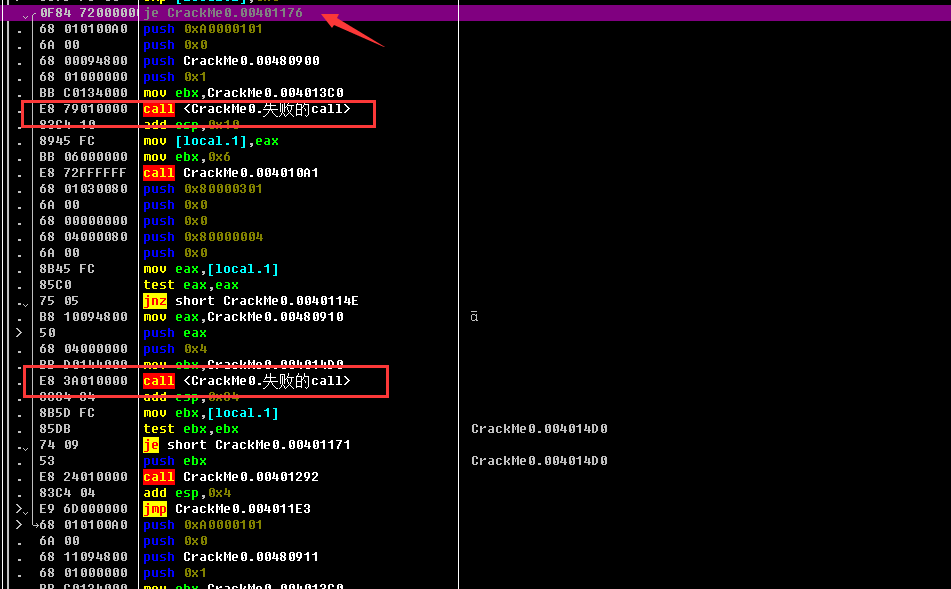 0F84 7200000 je CrackMe0.00401176
68 010100A0 push 0xA0000101
6A 00 push 0x0
68 00094800 push CrackMe0.00480900
68 01000000 push 0x1
BB C0134000 mov ebx,CrackMe0.004013C0
E8 79010000 call <CrackMe0.失败的call>
83C4 10 add esp,0x10
8945 FC mov [local.1],eax
BB 06000000 mov ebx,0x6
E8 72FFFFFF call CrackMe0.004010A1
68 01030080 push 0x80000301
6A 00 push 0x0
68 00000000 push 0x0
68 04000080 push 0x80000004
6A 00 push 0x0
8B45 FC mov eax,[local.1]
85C0 test eax,eax
75 05 jnz short CrackMe0.0040114E
B8 10094800 mov eax,CrackMe0.00480910
50 push eax
68 04000000 push 0x4
BB D0144000 mov ebx,CrackMe0.004014D0
E8 3A010000 call <CrackMe0.失败的call>
add esp,0x04
8B5D FC mov ebx,[local.1]
85DB test ebx,ebx CrackMe0.004014D0
74 09 je short CrackMe0.00401171
53 push ebx CrackMe0.004014D0
E8 24010000 call CrackMe0.00401292
83C4 04 add esp,0x4
E9 6D000000 jmp CrackMe0.004011E3
68 010100A0 push 0xA0000101
6A 00 push 0x0
68 11094800 push CrackMe0.00480911
68 01000000 push 0x1
BB C0134000 mov ebx,CrackMe0.004013C0